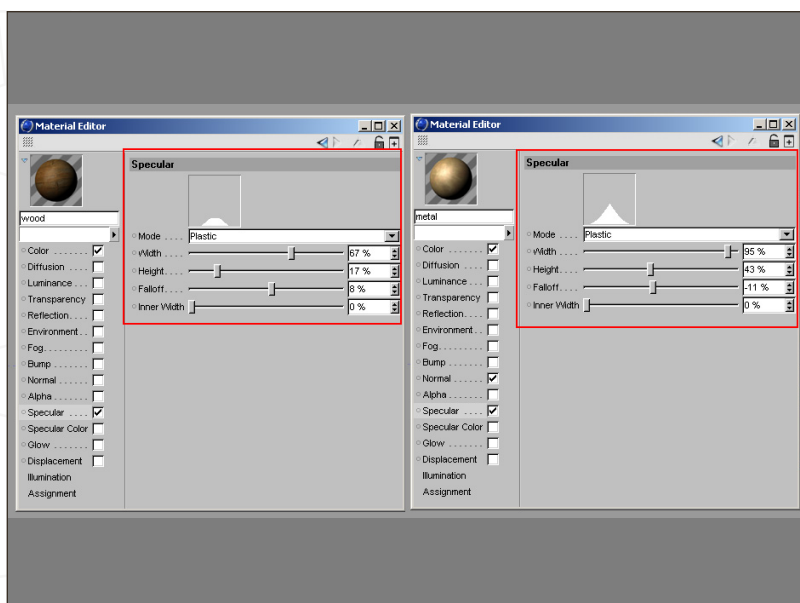 Material Editor
Specular
wood
Mode . . . . Plastic
Width . . . . 67 %
Height. . . . 17 %
Falloff. . . . 8 %
Inner Width 0 %
Color . . . . . . .
Diffusion . . . .
Luminance . . .
Transparency
Reflection. . . .
Environment. .
Fog. . . . . . . . .
Bump . . . . . . .
Normal . . . . . .
Alpha . . . . . . .
Specular . . . .
Specular Color
Glow . . . . . . .
Displacement
Illumination
Assignment
Material Editor
Specular
metal
Mode . . . . Plastic
Width . . . . 95 %
Height. . . . 43 %
Falloff. . . . -11 %
Inner Width 0 %
Color . . . . . . .
Diffusion . . . .
Luminance . . .
Transparency
Reflection. . . .
Environment. .
Fog. . . . . . . . .
Bump . . . . . . .
Normal . . . . . .
Alpha . . . . . . .
Specular . . . .
Specular Color
Glow . . . . . . .
Displacement
Illumination
Assignment